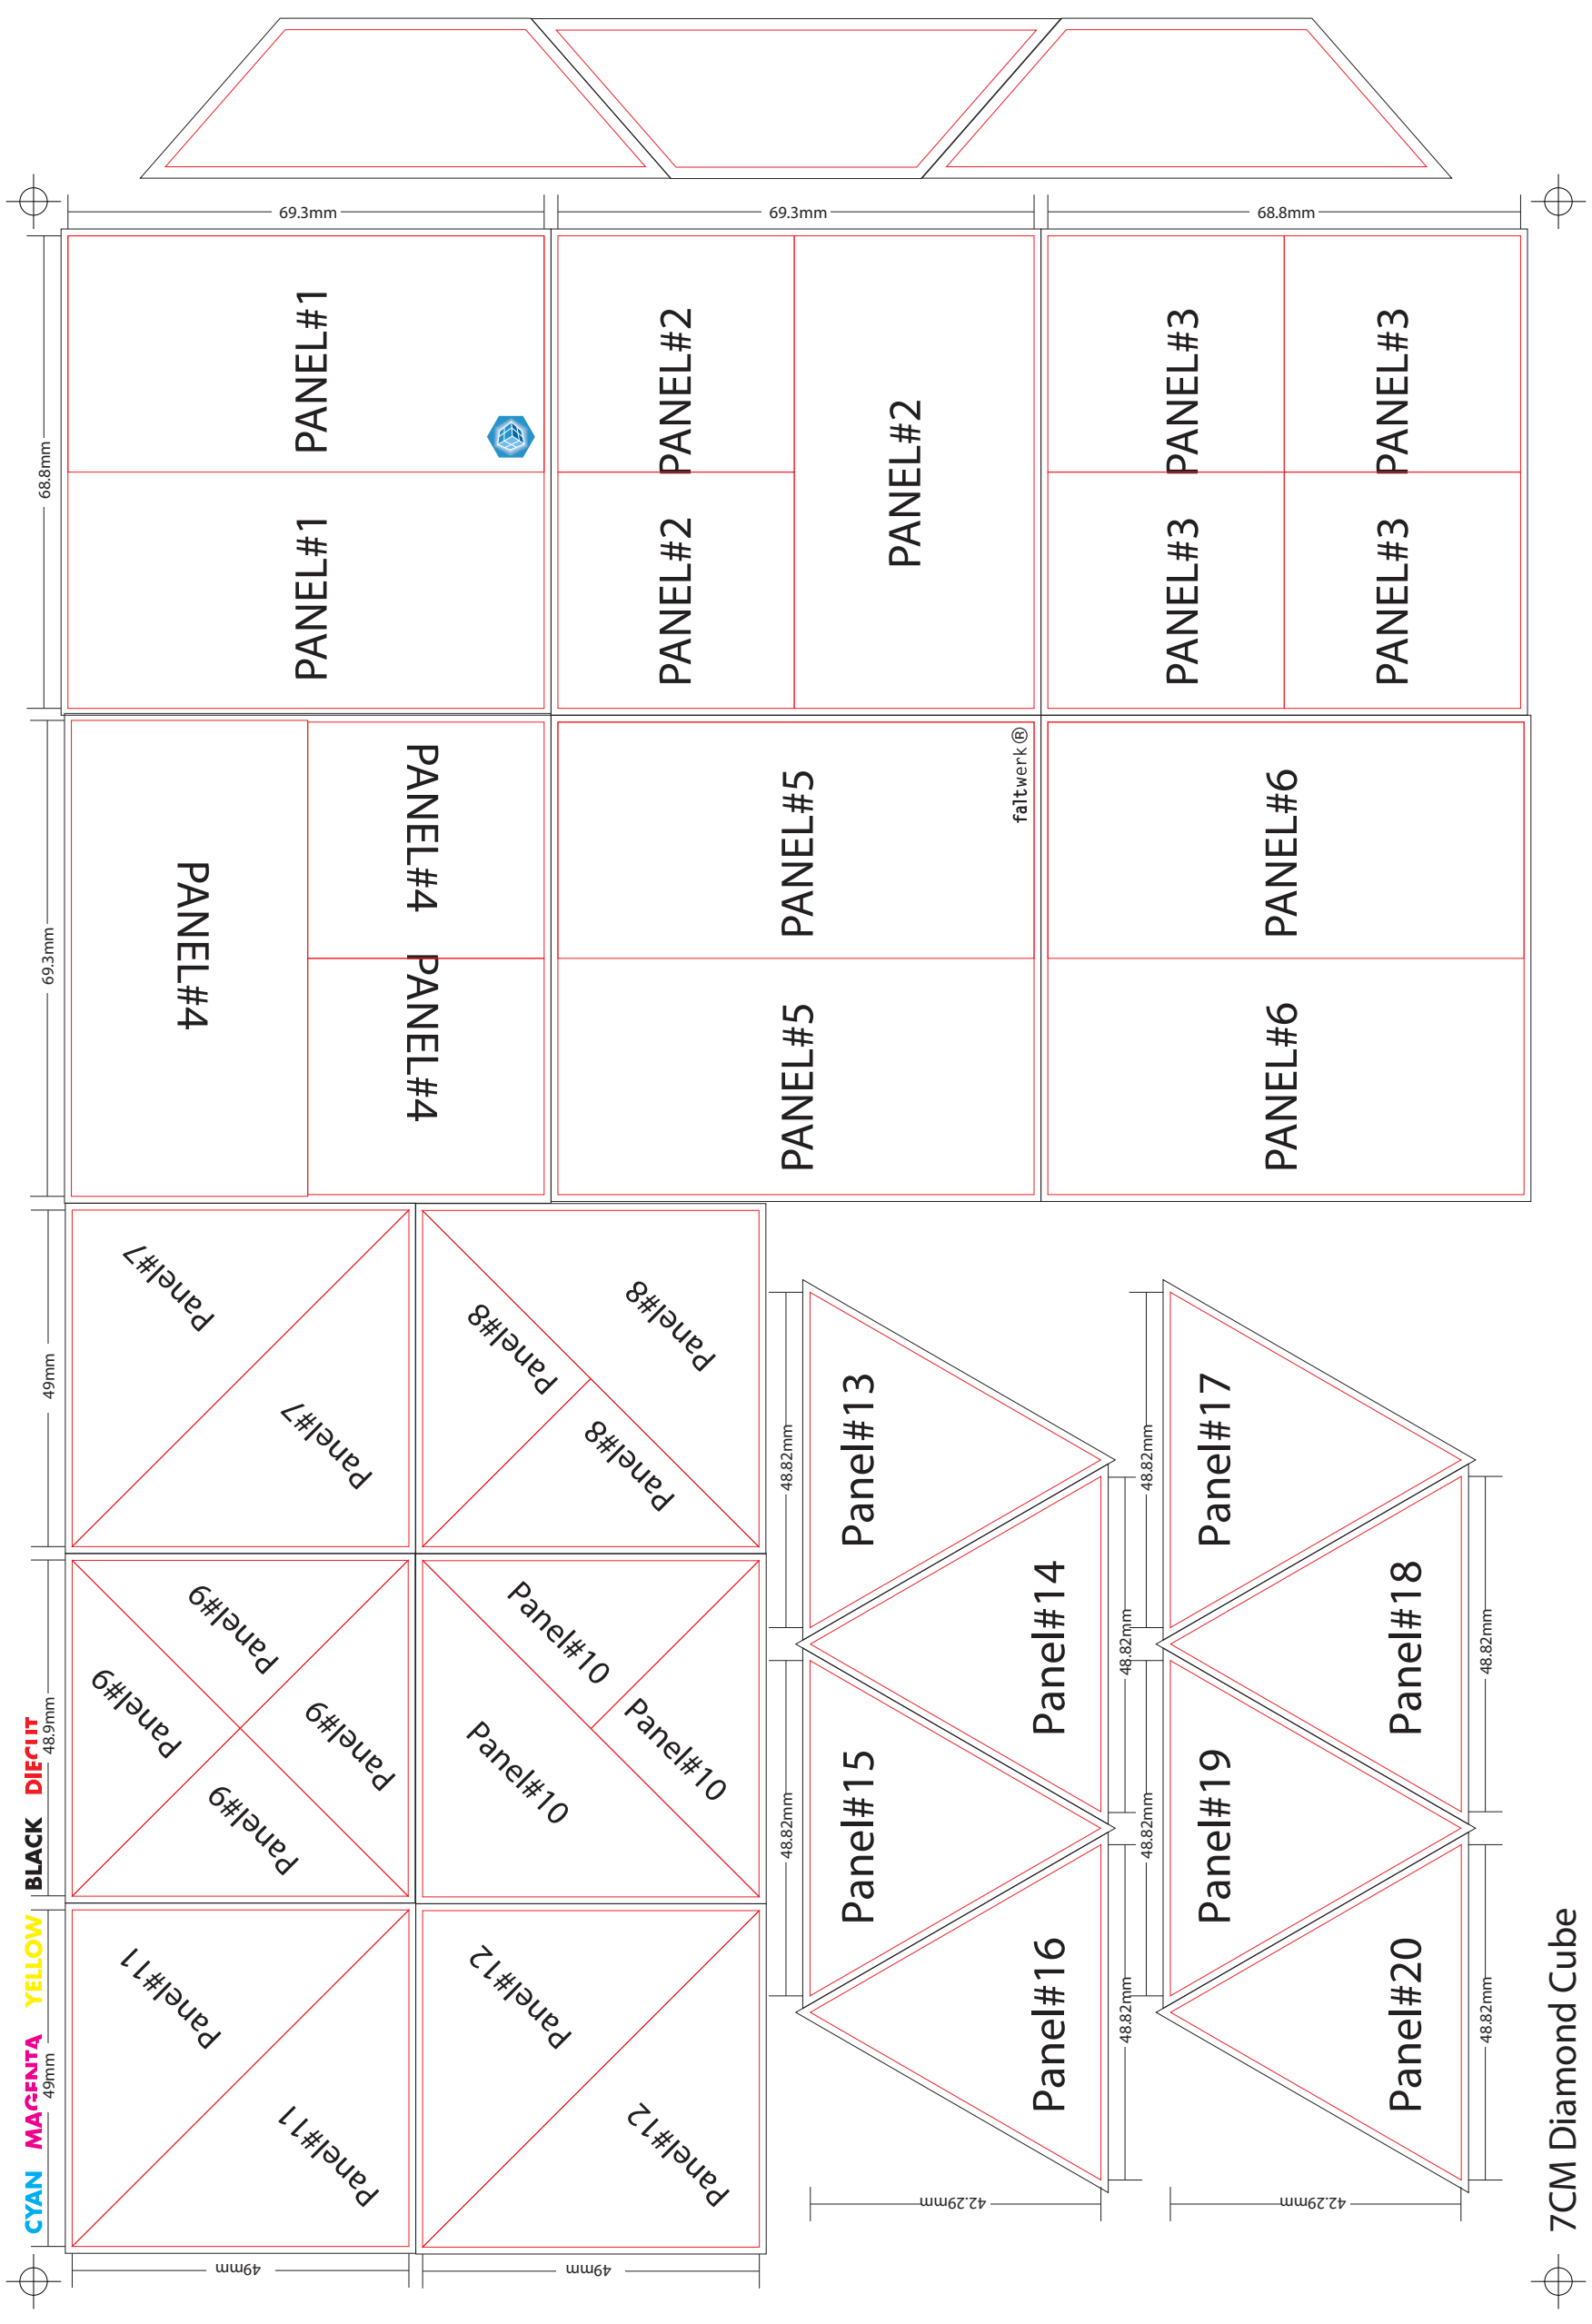 69.3mm
69.3mm
68.8mm
68.8mm
PANEL#1
PANEL#1
PANEL#2
PANEL#2
PANEL#2
PANEL#3
PANEL#3
PANEL#3
PANEL#3
69.3mm
PANEL#4
PANEL#4
PANEL#4
PANEL#5
PANEL#5
faltwerk®
PANEL#6
PANEL#6
49mm
Panel#7
Panel#7
Panel#8
Panel#8
Panel#8
48.9mm
Panel#9
Panel#9
Panel#9
Panel#9
Panel#10
Panel#10
Panel#10
49mm
Panel#11
Panel#11
Panel#12
Panel#12
49mm
49mm
48.82mm
Panel#13
48.82mm
Panel#14
48.82mm
Panel#15
48.82mm
Panel#16
42.29mm
48.82mm
Panel#17
48.82mm
Panel#18
48.82mm
Panel#19
48.82mm
Panel#20
42.29mm
CYAN MAGENTA YELLOW BLACK DIECUT
7CM Diamond Cube